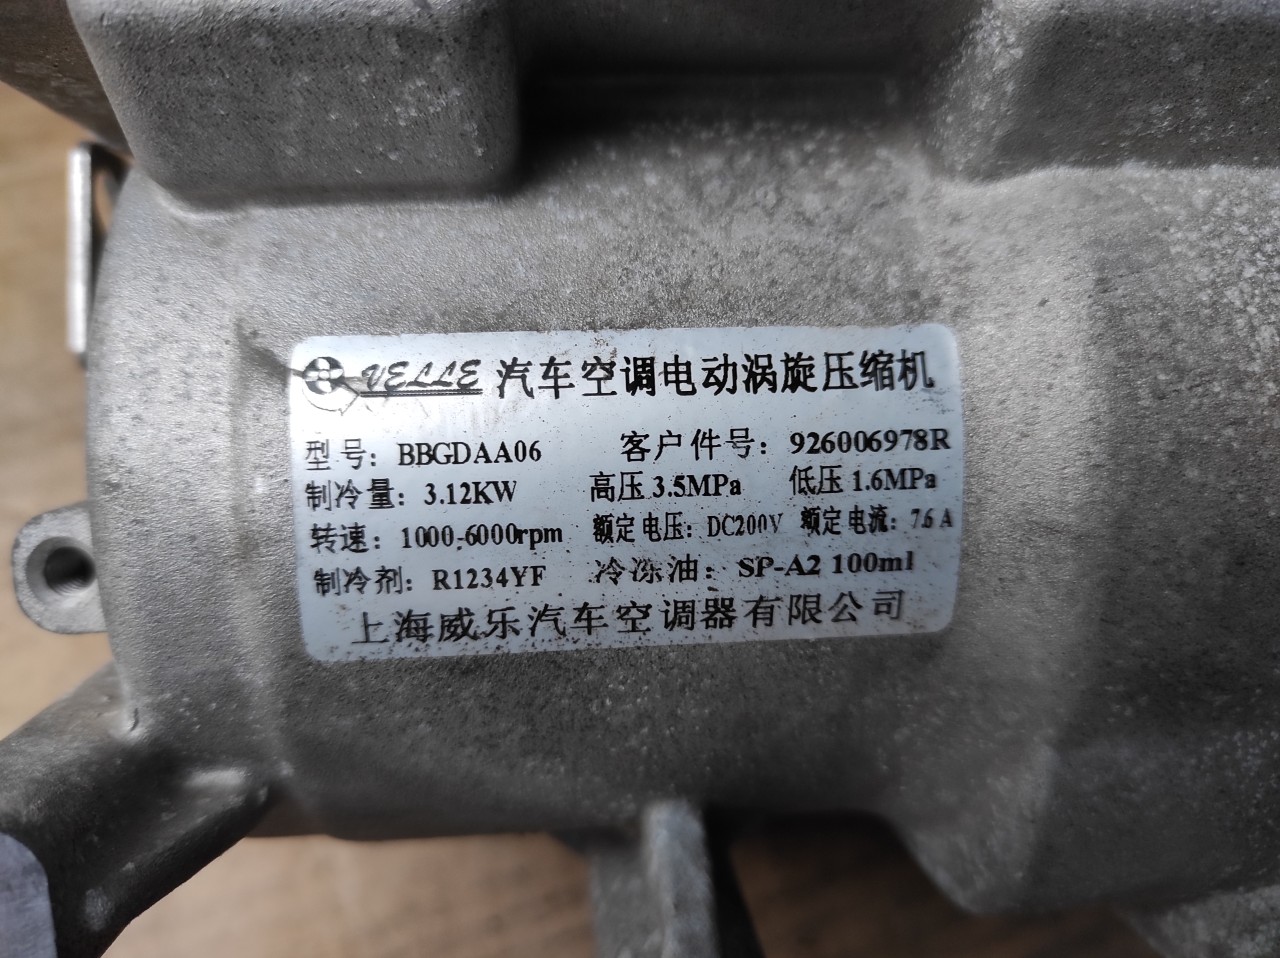 VELLE 汽车空调电动涡旋压缩机
型号: BBGDAA06 客户件号: 926006978R
制冷量: 3.12KW 高压 3.5MPa 低压 1.6MPa
转速: 1000-6000rpm 额定电压: DC200V 额定电流: 7.6A
制冷剂: R1234YF 冷冻油: SP-A2 100ml
上海威乐汽车空调器有限公司